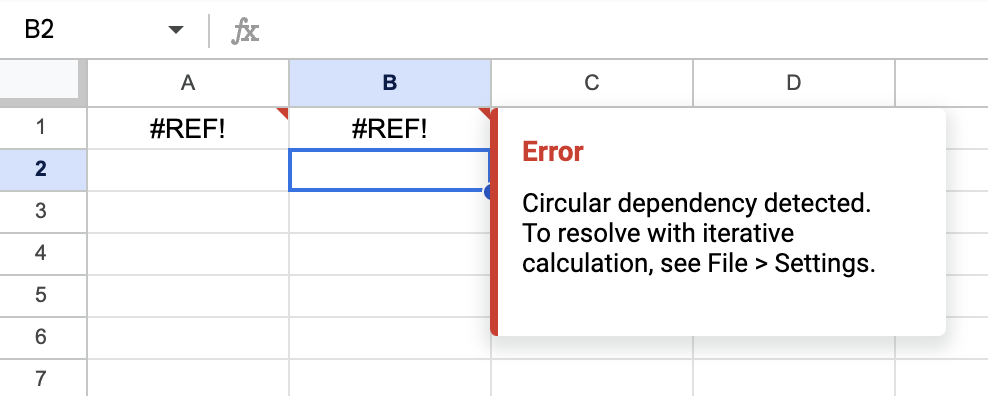 B2 fx
A B C D
1 #REF! #REF!
2
3
4
5
6
7
Error
Circular dependency detected.
To resolve with iterative
calculation, see File > Settings.